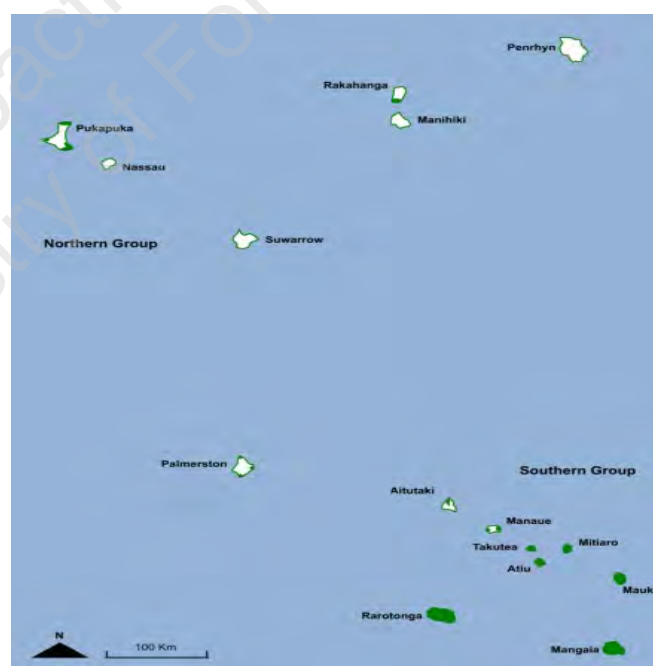 Penrhyn
Rakahanga
Manihiki
Pukapuka
Nassau
Northern Group
Suwarrow
Palmerston
Southern Group
Aitutaki
Manaue
Takutea
Mitiaro
Atiu
Mauk
Rarotonga
N
100 Km
Mangaia